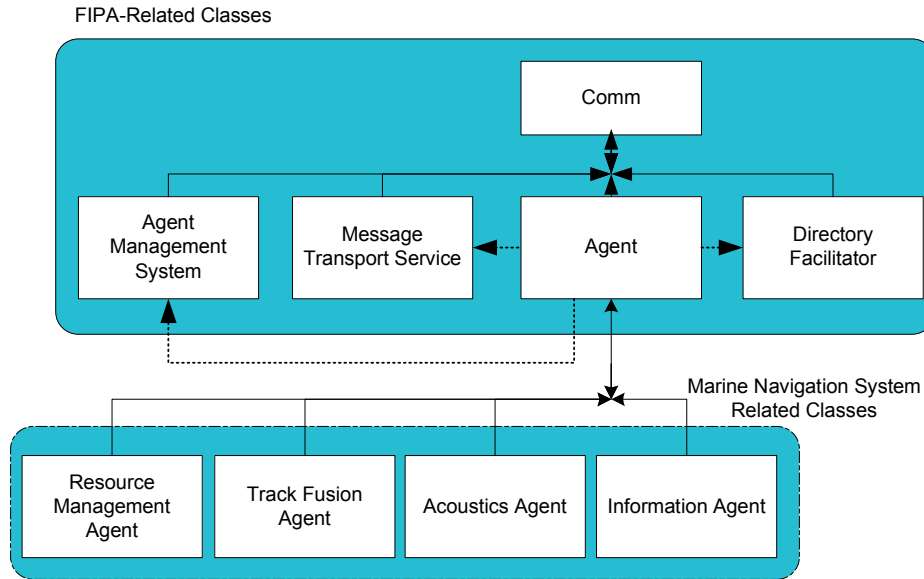 FIPA-Related Classes
Comm
Agent
Management
System
Message
Transport Service
Agent
Directory
Facilitator
Marine Navigation System
Related Classes
Resource
Management
Agent
Track Fusion
Agent
Acoustics Agent
Information Agent